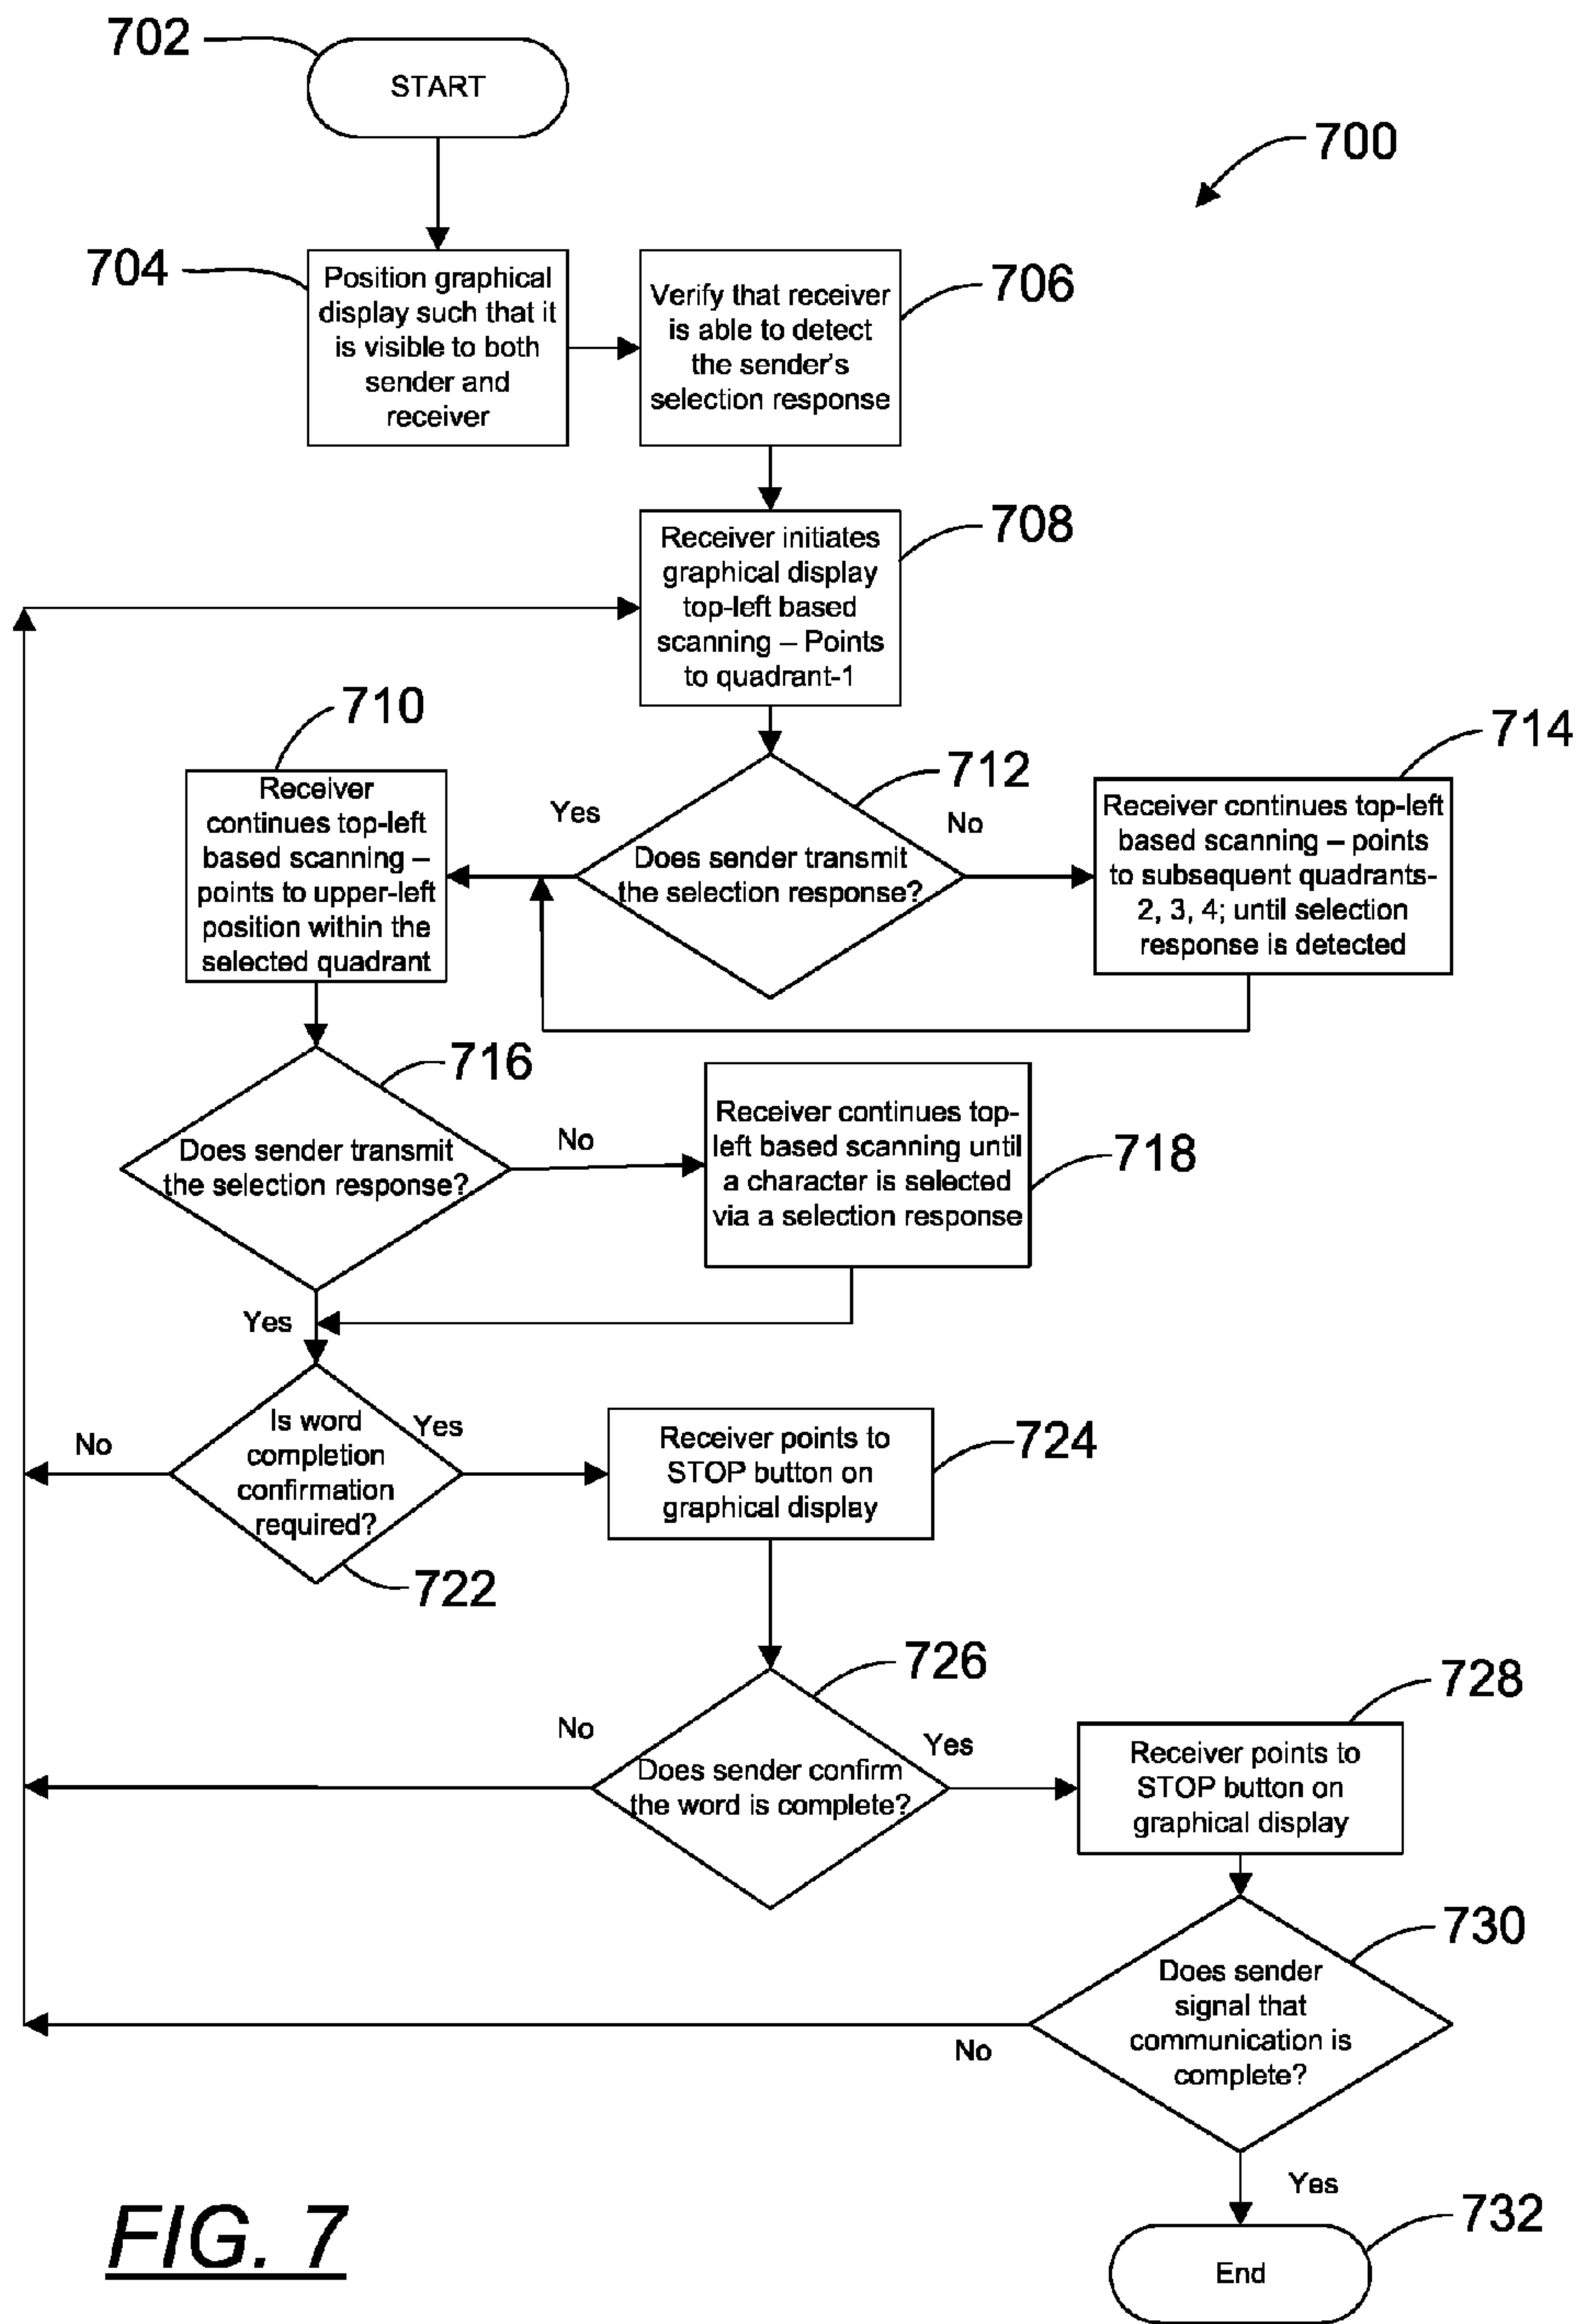 702
START
700
704
Position graphical
display such that it
is visible to both
sender and
receiver
706
Verify that receiver
is able to detect
the sender's
selection response
708
Receiver initiates
graphical display
top-left based
scanning – Points
to quadrant-1
710
Receiver
continues top-left
based scanning –
points to upper-left
position within the
selected quadrant
712
Yes
No
Does sender transmit
the selection response?
714
Receiver continues top-left
based scanning – points
to subsequent quadrants-
2, 3, 4; until selection
response is detected
716
Does sender transmit
the selection response?
No
Yes
718
Receiver continues top-
left based scanning until
a character is selected
via a selection response
No
Is word
completion
confirmation
required?
Yes
722
724
Receiver points to
STOP button on
graphical display
726
No
Yes
Does sender confirm
the word is complete?
728
Receiver points to
STOP button on
graphical display
730
Does sender
signal that
communication is
complete?
No
Yes
732
End
FIG. 7